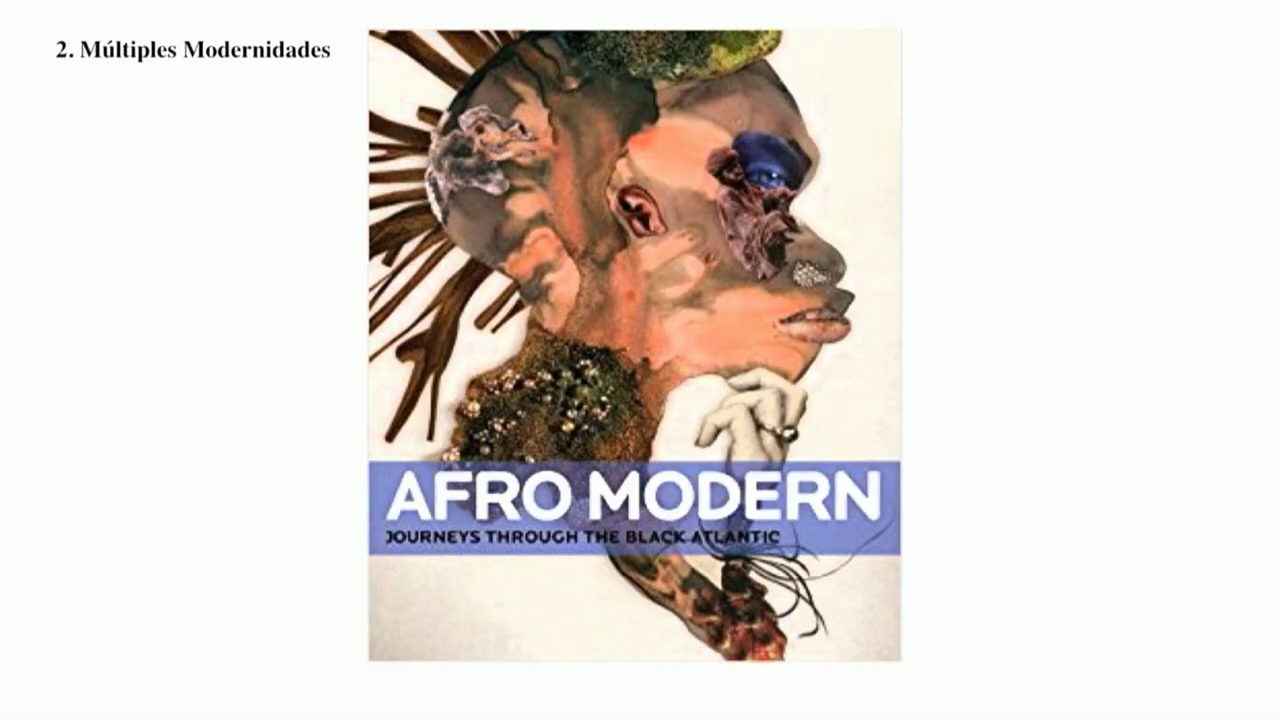 2. Múltiples Modernidades
AFRO MODERN
JOURNEYS THROUGH THE BLACK ATLANTIC